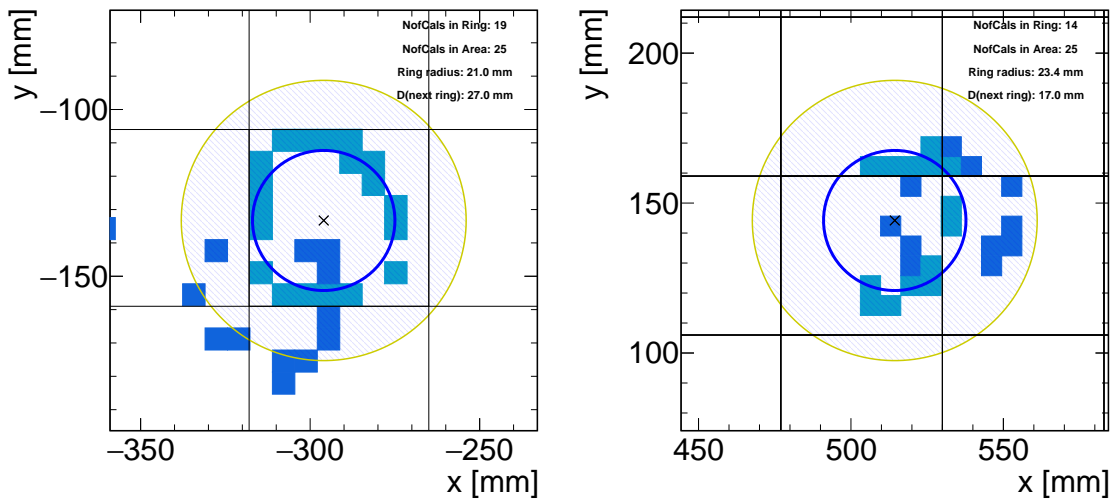 NofCals in Ring: 19
NofCals in Area: 25
Ring radius: 21.0 mm
D(next ring): 27.0 mm
y [mm]
−100
−150
−350
−300
−250
x [mm]
NofCals in Ring: 14
NofCals in Area: 25
Ring radius: 23.4 mm
D(next ring): 17.0 mm
y [mm]
200
150
100
450
500
550
x [mm]